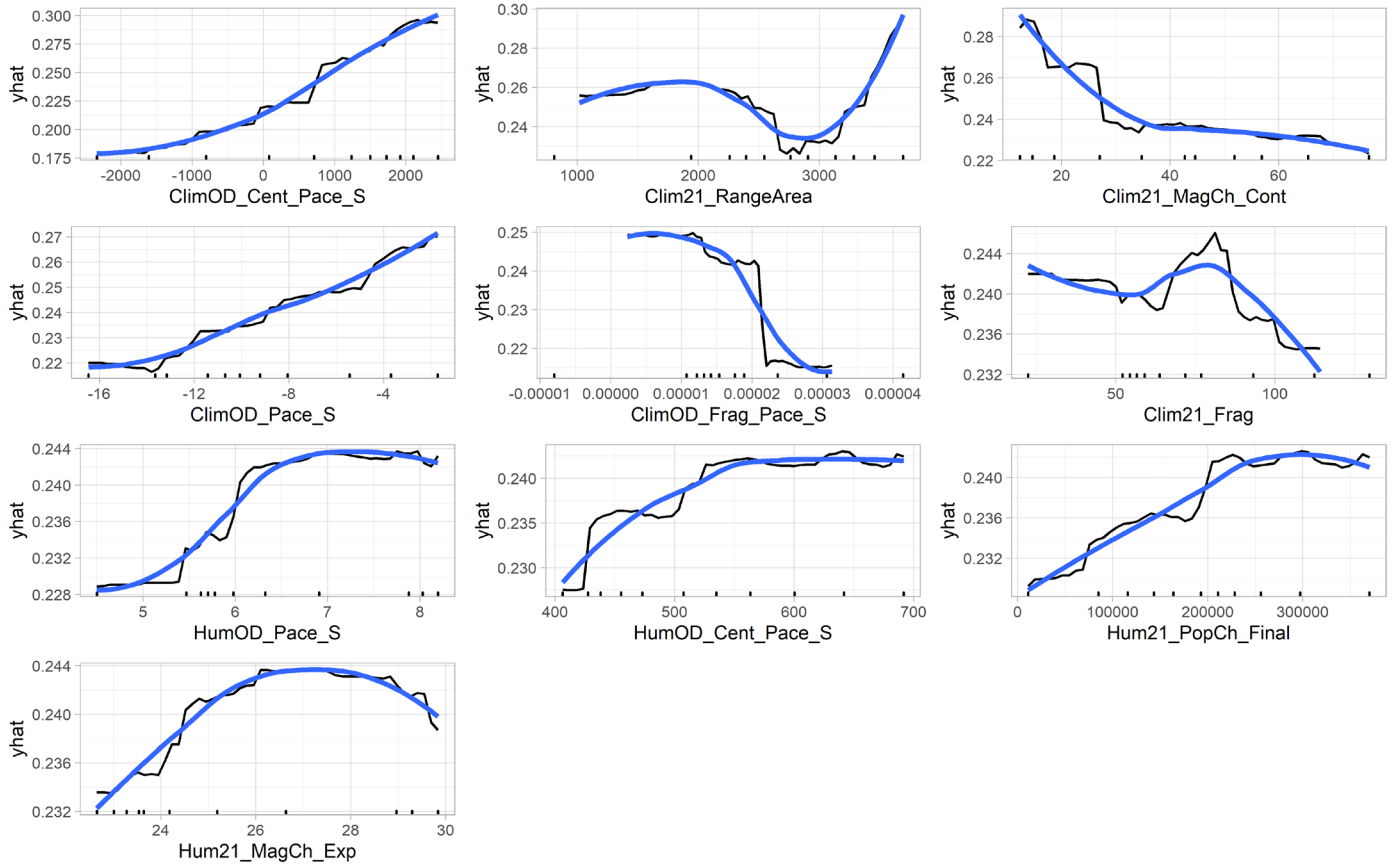 0.300
0.275
0.250
0.225
0.200
0.175
yhat
-2000 -1000 0 1000 2000
ClimOD_Cent_Pace_S
0.30
0.28
0.26
0.24
yhat
1000 2000 3000
Clim21_RangeArea
0.28
0.26
0.24
0.22
yhat
20 40 60
Clim21_MagCh_Cont
0.27
0.26
0.25
0.24
0.23
0.22
yhat
-16 -12 -8 -4
ClimOD_Pace_S
0.25
0.24
0.23
0.22
yhat
-0.00001 0.00000 0.00001 0.00002 0.00003 0.00004
ClimOD_Frag_Pace_S
0.244
0.240
0.236
0.232
yhat
50 100
Clim21_Frag
0.244
0.240
0.236
0.232
0.228
yhat
5 6 7 8
HumOD_Pace_S
0.240
0.235
0.230
yhat
400 500 600 700
HumOD_Cent_Pace_S
0.240
0.236
0.232
yhat
0 100000 200000 300000
Hum21_PopCh_Final
0.244
0.240
0.236
0.232
yhat
24 26 28 30
Hum21_MagCh_Exp